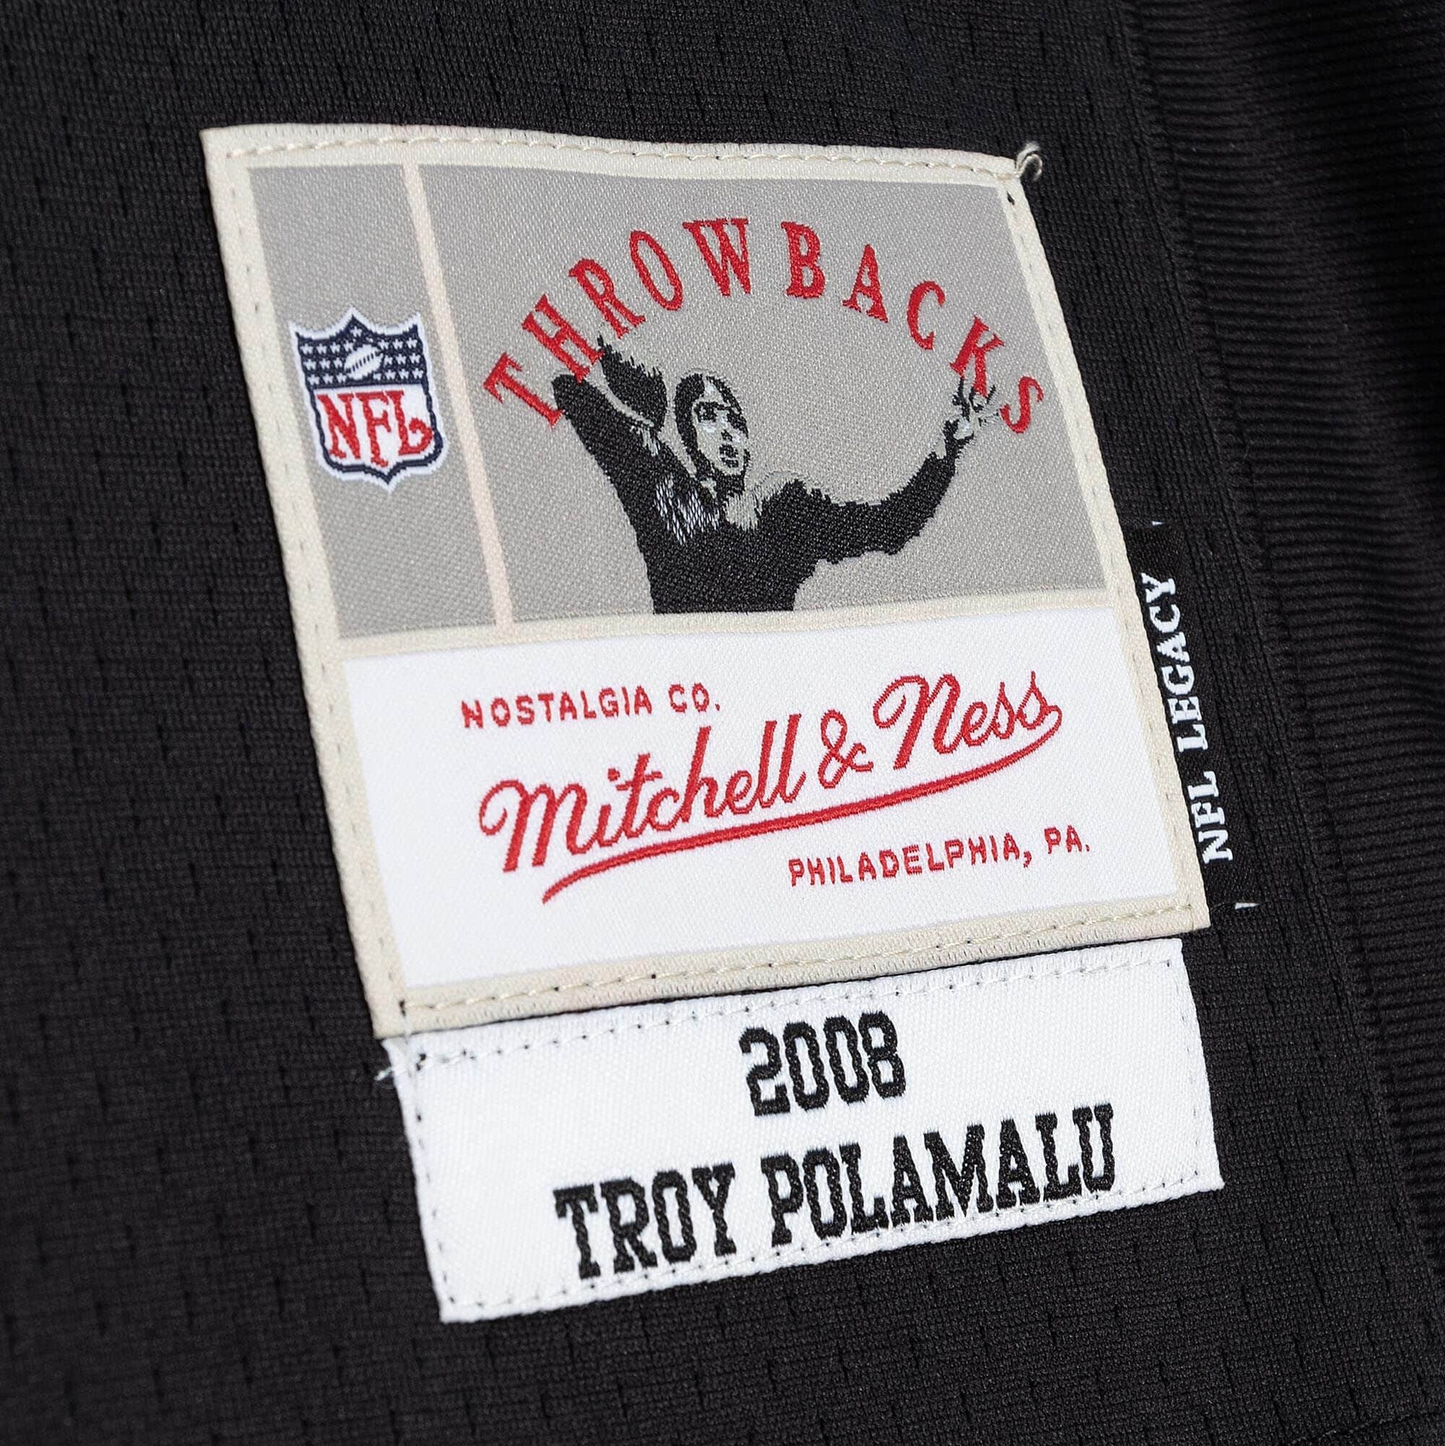 THROWBACKS
NFL
NOSTALGIA CO.
Mitchell & Ness
PHILADELPHIA, PA.
NFL LEGACY
2008
TROY POLAMALU